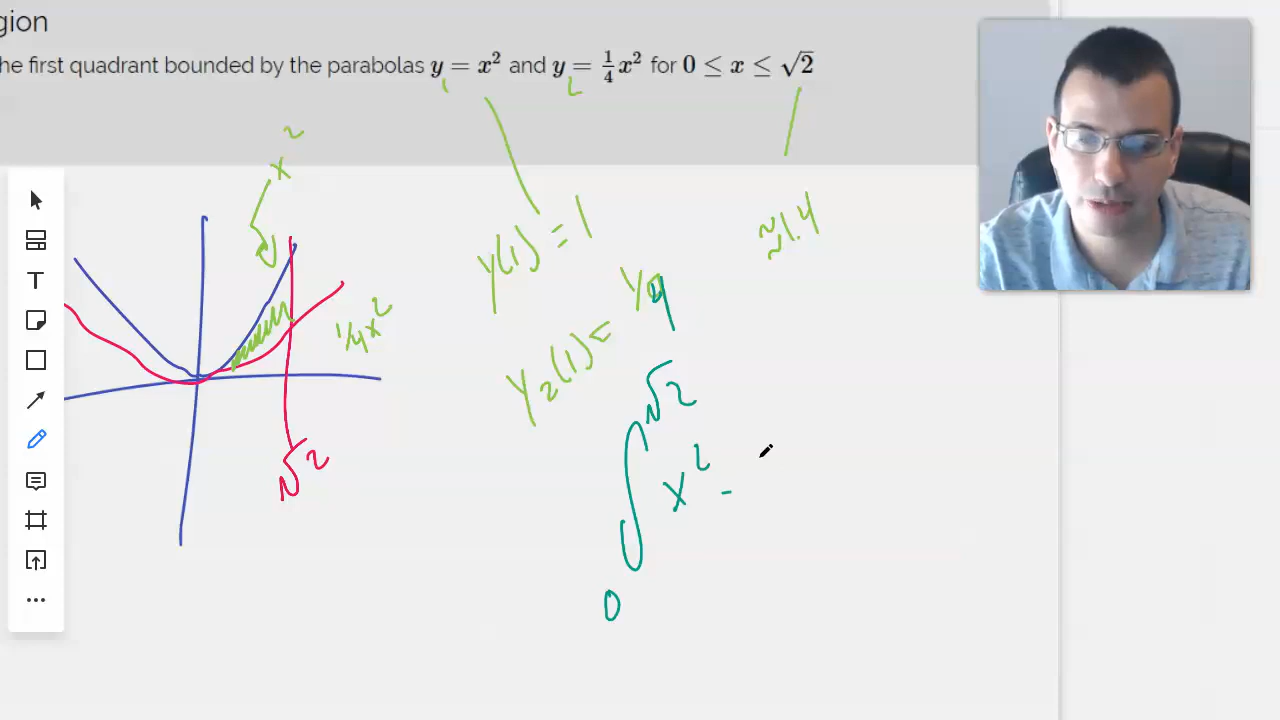 gion
he first quadrant bounded by the parabolas y = x² and y = ¼x² for 0 ≤ x ≤ √2
1 2
x²
y(1) = 1
≈1.4
1/4x²
y₂(1) =
√2
√2
x² -
0
T